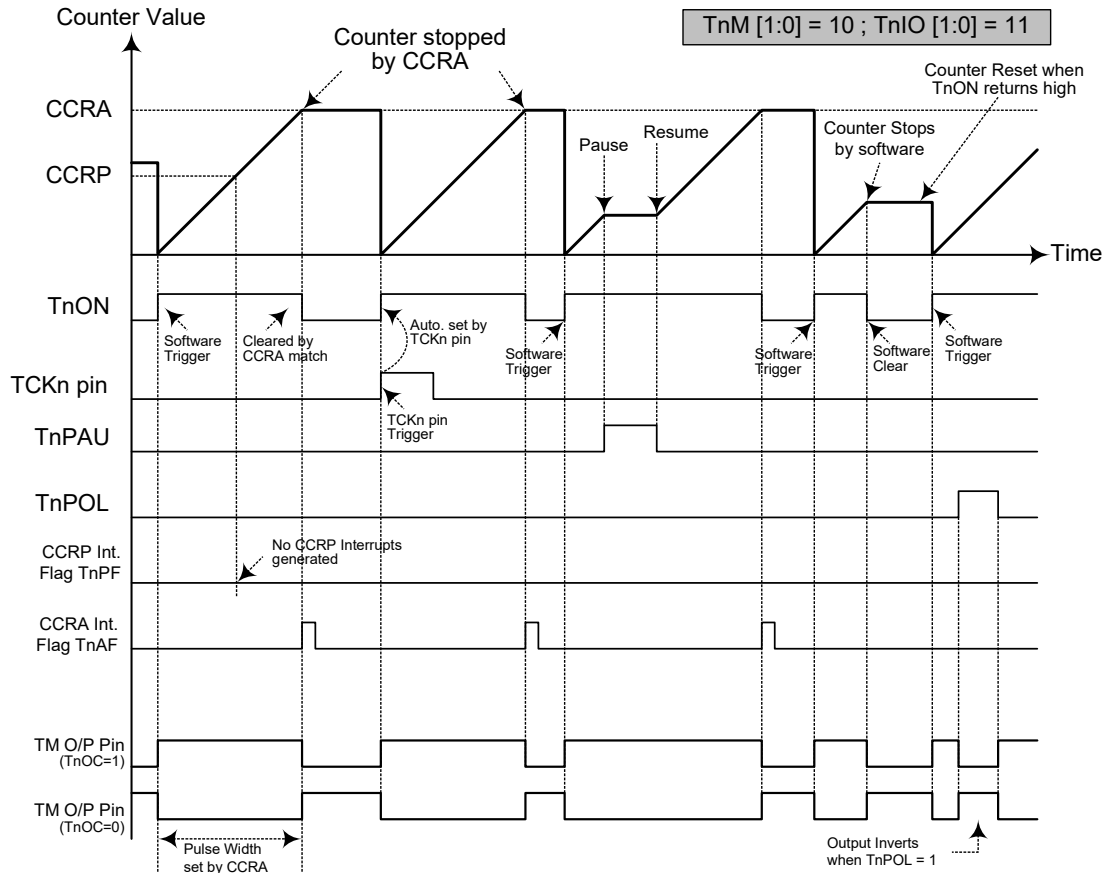 Counter Value
TnM [1:0] = 10 ; TnIO [1:0] = 11
Counter stopped
by CCRA
Counter Reset when
TnON returns high
CCRA
Resume
Pause
Counter Stops
by software
CCRP
Time
TnON
Software
Trigger
Cleared by
CCRA match
Auto. set by
TCKn pin
Software
Trigger
Software
Trigger
Software
Clear
Software
Trigger
TCKn pin
TCKn pin
Trigger
TnPAU
TnPOL
CCRP Int.
Flag TnPF
No CCRP Interrupts
generated
CCRA Int.
Flag TnAF
TM O/P Pin
(TnOC=1)
TM O/P Pin
(TnOC=0)
Pulse Width
set by CCRA
Output Inverts
when TnPOL = 1